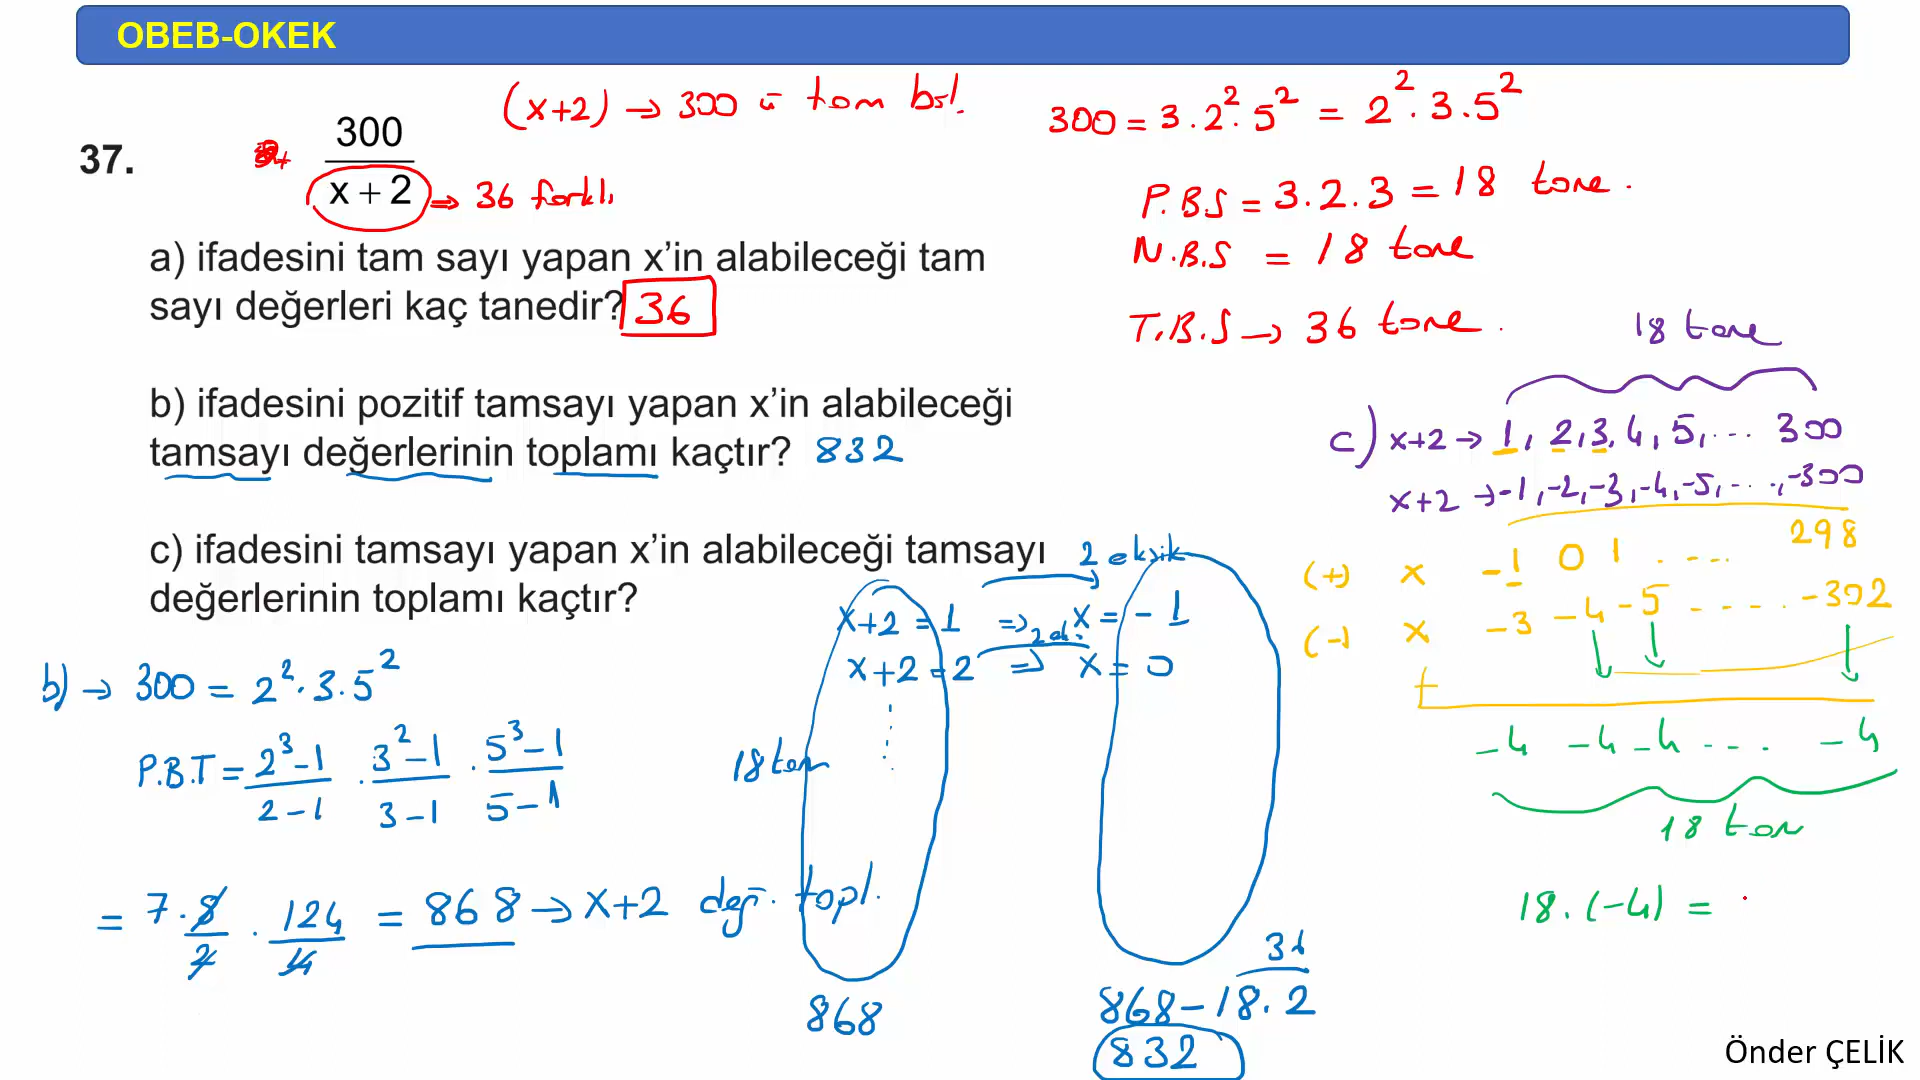 OBEB-OKEK
37.
300
x + 2
⇒ 36 farklı
(x+2) → 300 ü tam böl.
300 = 3.2².5² = 2².3.5²
P.B.S = 3.2.3 = 18 tane.
N.B.S = 18 tane
T.B.S → 36 tane.
a) ifadesini tam sayı yapan x'in alabileceği tam
sayı değerleri kaç tanedir? 36
b) ifadesini pozitif tamsayı yapan x'in alabileceği
tamsayı değerlerinin toplamı kaçtır? 832
c) ifadesini tamsayı yapan x'in alabileceği tamsayı
değerlerinin toplamı kaçtır?
b) → 300 = 2².3.5²
P.B.T = 2³-1 / 2-1 . 3²-1 / 3-1 . 5³-1 / 5-1
= 7 . 8/2 . 124/4 = 868 → x+2 değ. topl.
2 eksik
x+2 = 1 ⇒ x = -1
2 ek.
x+2 = 2 ⇒ x = 0
18 tan
868
36
868-18.2
832
18 tane
c) x+2 → 1, 2, 3, 4, 5, ... 300
x+2 → -1, -2, -3, -4, -5, ..., -300
(+) x -1 0 1 .... 298
(-) x -3 -4 -5 .... -302
+
-4 -4 -4 .... -4
18 tan
18.(-4) =
Önder ÇELİK